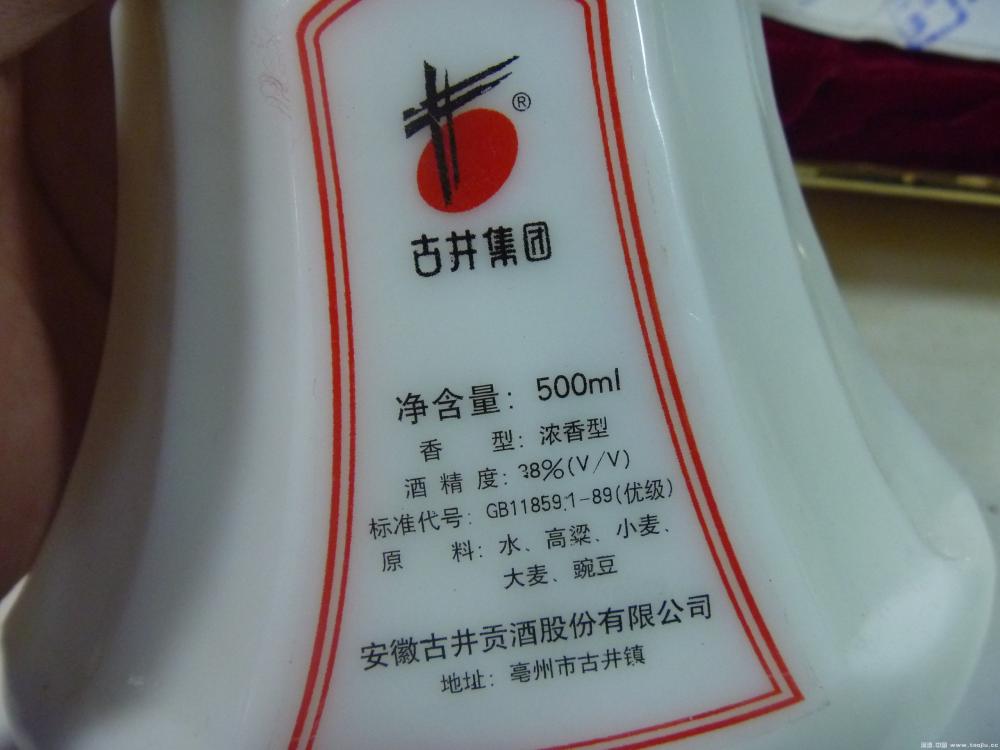 ®
古井集团
净含量: 500ml
香 型: 浓香型
酒精度: 38%(V/V)
标准代号: GB11859.1-89(优级)
原 料: 水、高粱、小麦、
大麦、豌豆
安徽古井贡酒股份有限公司
地址: 亳州市古井镇